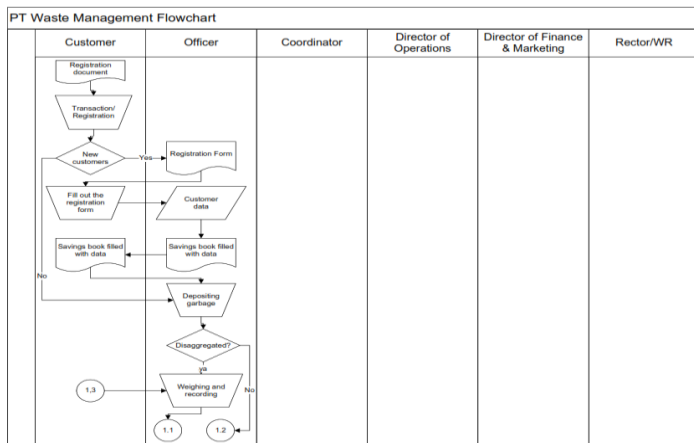 PT Waste Management Flowchart
Customer
Officer
Coordinator
Director of
Operations
Director of Finance
& Marketing
Rector/WR
Registration
document
Transaction/
Registration
New
customers
Yes
Registration Form
Fill out the
registration
form
Customer
data
Savings book filled
with data
Savings book filled
with data
No
Depositing
garbage
Disaggregated?
ya
No
1,3
Weighing and
recording
1.1
1.2